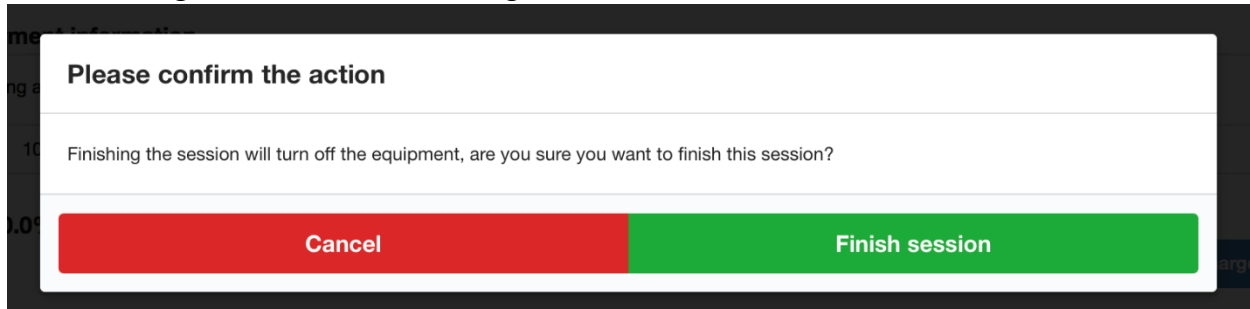 Please confirm the action
Finishing the session will turn off the equipment, are you sure you want to finish this session?
Cancel
Finish session